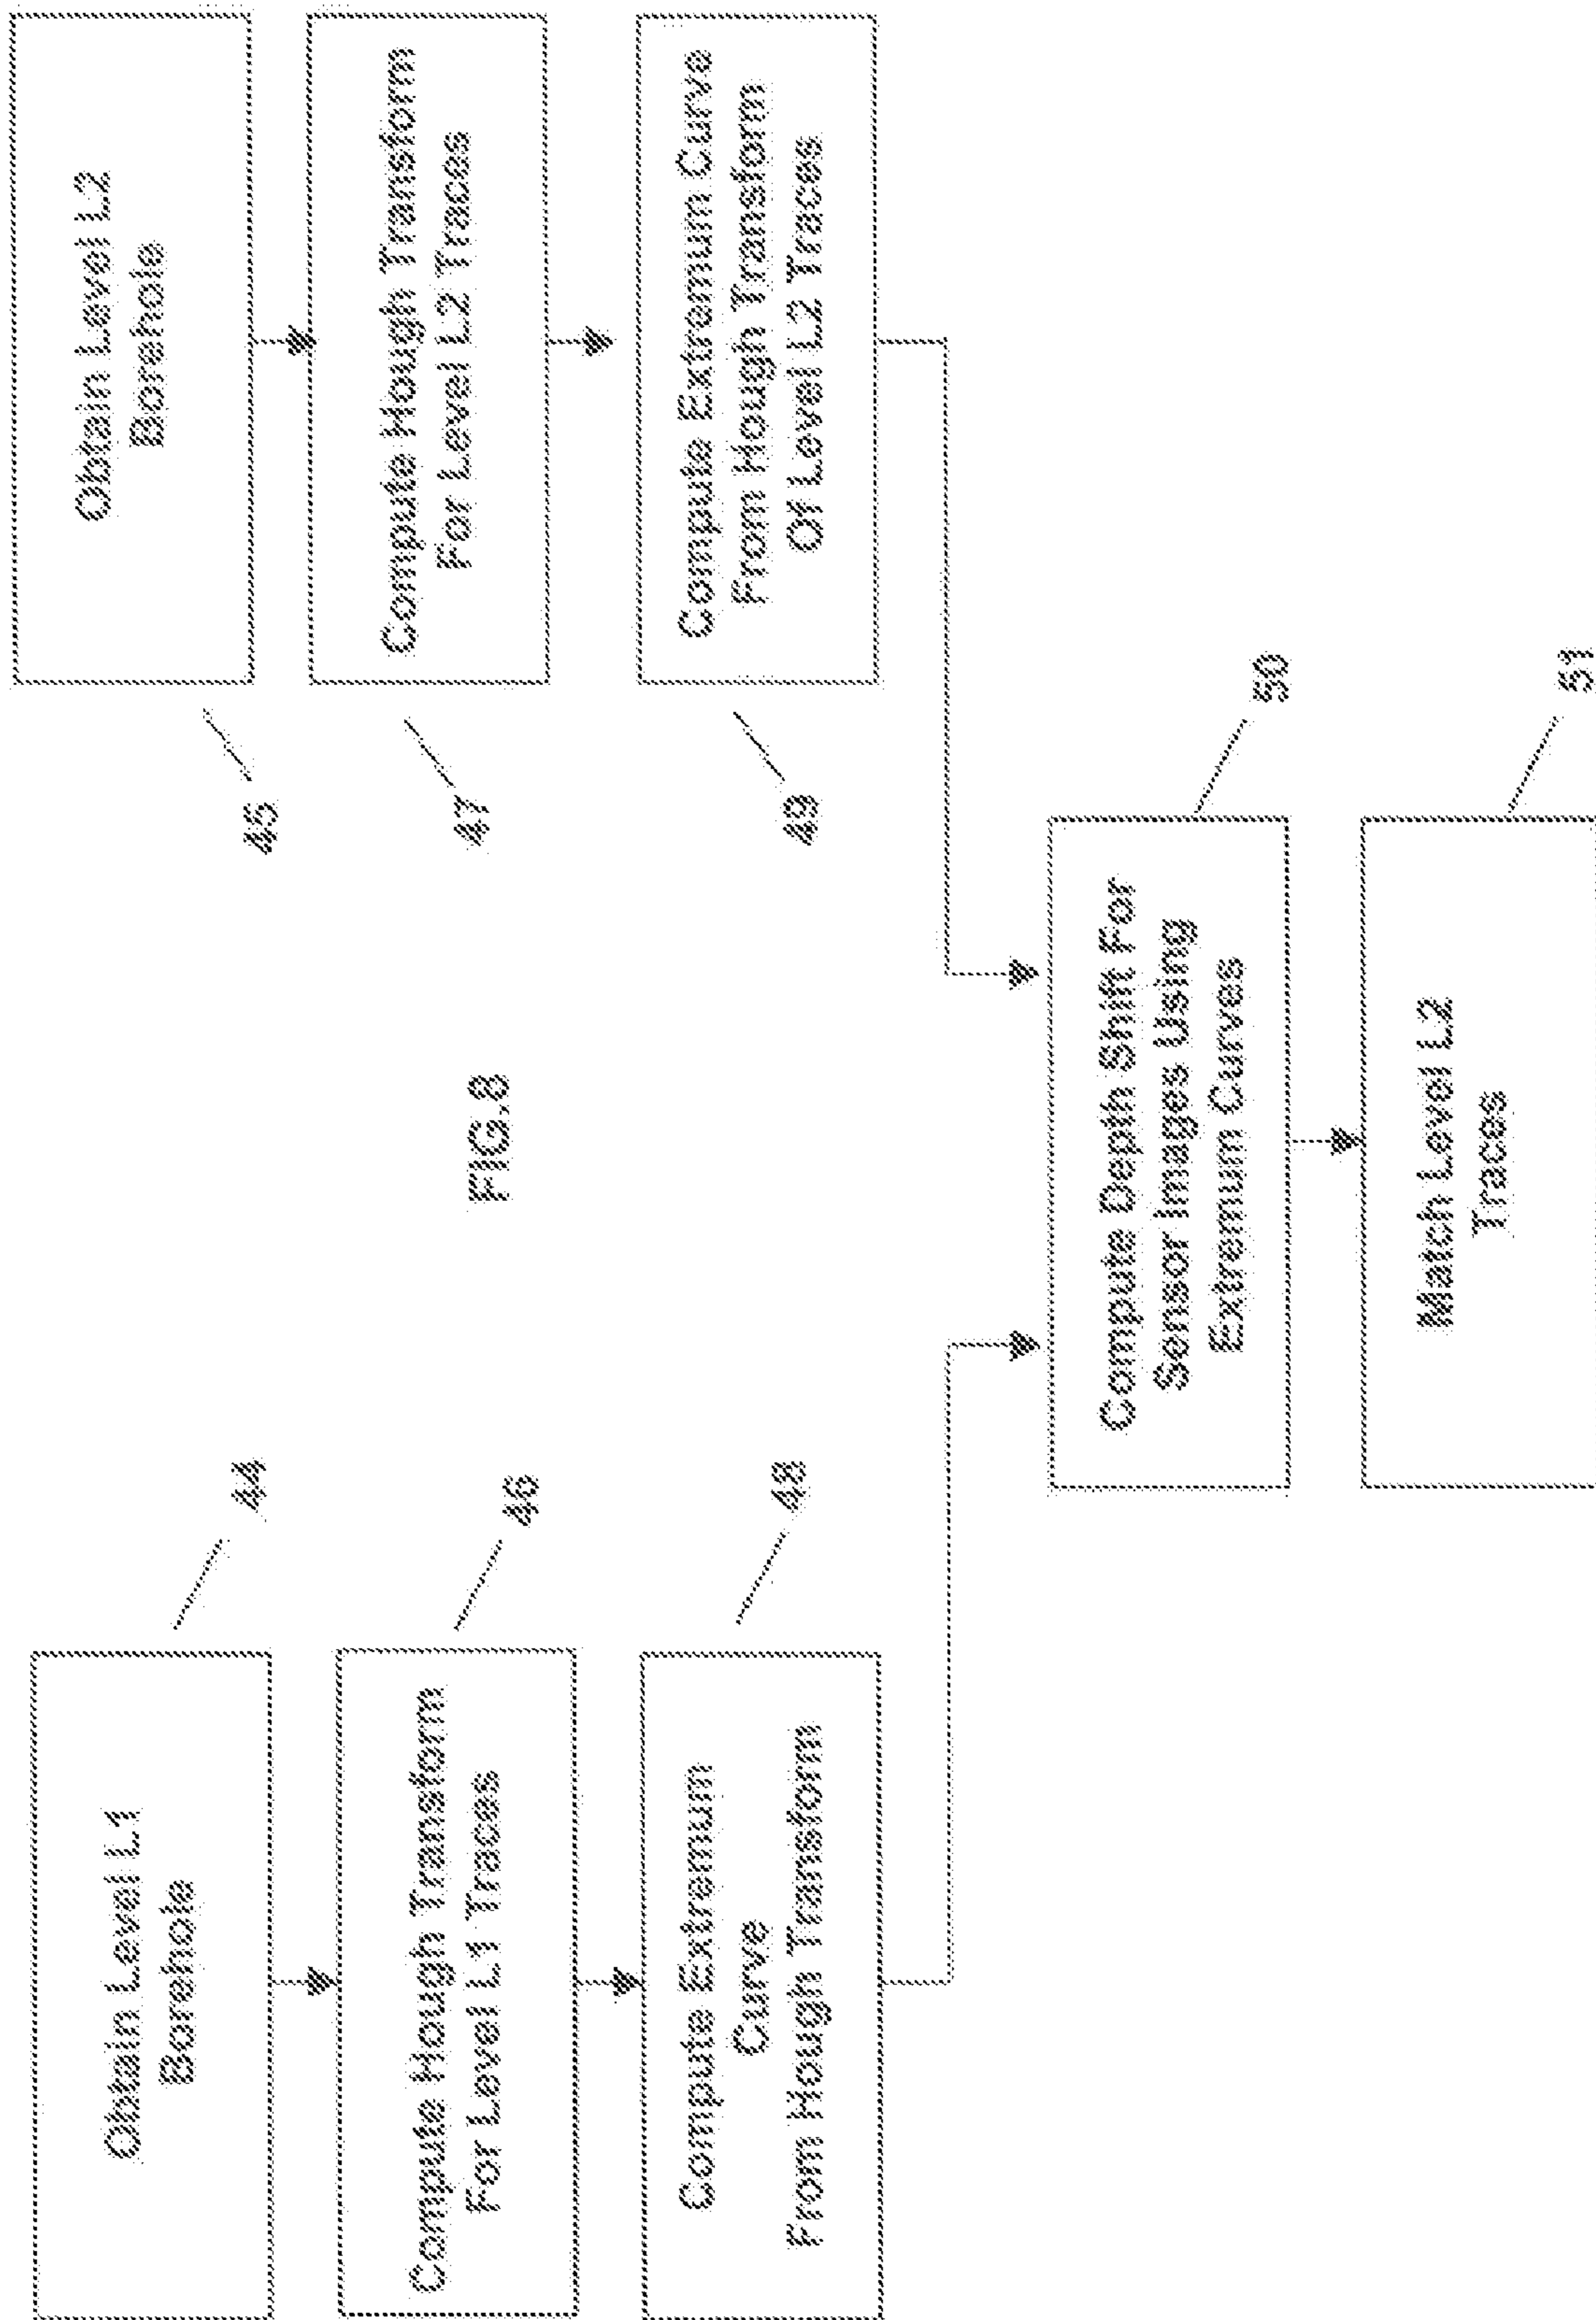 Obtain Level L1
Borehole
44
Compute Hough Transform
For Level L1 Traces
46
Compute Extremum
Curve
From Hough Transform
48
FIG.8
Obtain Level L2
Borehole
45
Compute Hough Transform
For Level L2 Traces
47
Compute Extremum Curve
From Hough Transform
Of Level L2 Traces
49
Compute Depth Shift For
Sensor Images Using
Extremum Curves
50
Match Level L2
Traces
51